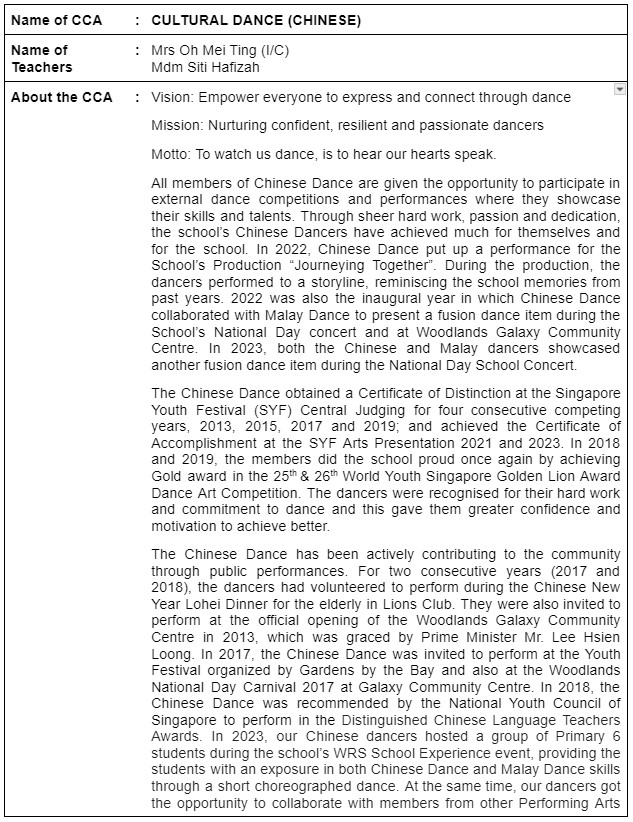 Name of CCA : CULTURAL DANCE (CHINESE)
Name of Teachers : Mrs Oh Mei Ting (I/C)
Mdm Siti Hafizah
About the CCA : Vision: Empower everyone to express and connect through dance
Mission: Nurturing confident, resilient and passionate dancers
Motto: To watch us dance, is to hear our hearts speak.
All members of Chinese Dance are given the opportunity to participate in
external dance competitions and performances where they showcase
their skills and talents. Through sheer hard work, passion and dedication,
the school's Chinese Dancers have achieved much for themselves and
for the school. In 2022, Chinese Dance put up a performance for the
School's Production “Journeying Together”. During the production, the
dancers performed to a storyline, reminiscing the school memories from
past years. 2022 was also the inaugural year in which Chinese Dance
collaborated with Malay Dance to present a fusion dance item during the
School's National Day concert and at Woodlands Galaxy Community
Centre. In 2023, both the Chinese and Malay dancers showcased
another fusion dance item during the National Day School Concert.
The Chinese Dance obtained a Certificate of Distinction at the Singapore
Youth Festival (SYF) Central Judging for four consecutive competing
years, 2013, 2015, 2017 and 2019; and achieved the Certificate of
Accomplishment at the SYF Arts Presentation 2021 and 2023. In 2018
and 2019, the members did the school proud once again by achieving
Gold award in the 25th & 26th World Youth Singapore Golden Lion Award
Dance Art Competition. The dancers were recognised for their hard work
and commitment to dance and this gave them greater confidence and
motivation to achieve better.
The Chinese Dance has been actively contributing to the community
through public performances. For two consecutive years (2017 and
2018), the dancers had volunteered to perform during the Chinese New
Year Lohei Dinner for the elderly in Lions Club. They were also invited to
perform at the official opening of the Woodlands Galaxy Community
Centre in 2013, which was graced by Prime Minister Mr. Lee Hsien
Loong. In 2017, the Chinese Dance was invited to perform at the Youth
Festival organized by Gardens by the Bay and also at the Woodlands
National Day Carnival 2017 at Galaxy Community Centre. In 2018, the
Chinese Dance was recommended by the National Youth Council of
Singapore to perform in the Distinguished Chinese Language Teachers
Awards. In 2023, our Chinese dancers hosted a group of Primary 6
students during the school's WRS School Experience event, providing the
students with an exposure in both Chinese Dance and Malay Dance skills
through a short choreographed dance. At the same time, our dancers got
the opportunity to collaborate with members from other Performing Arts